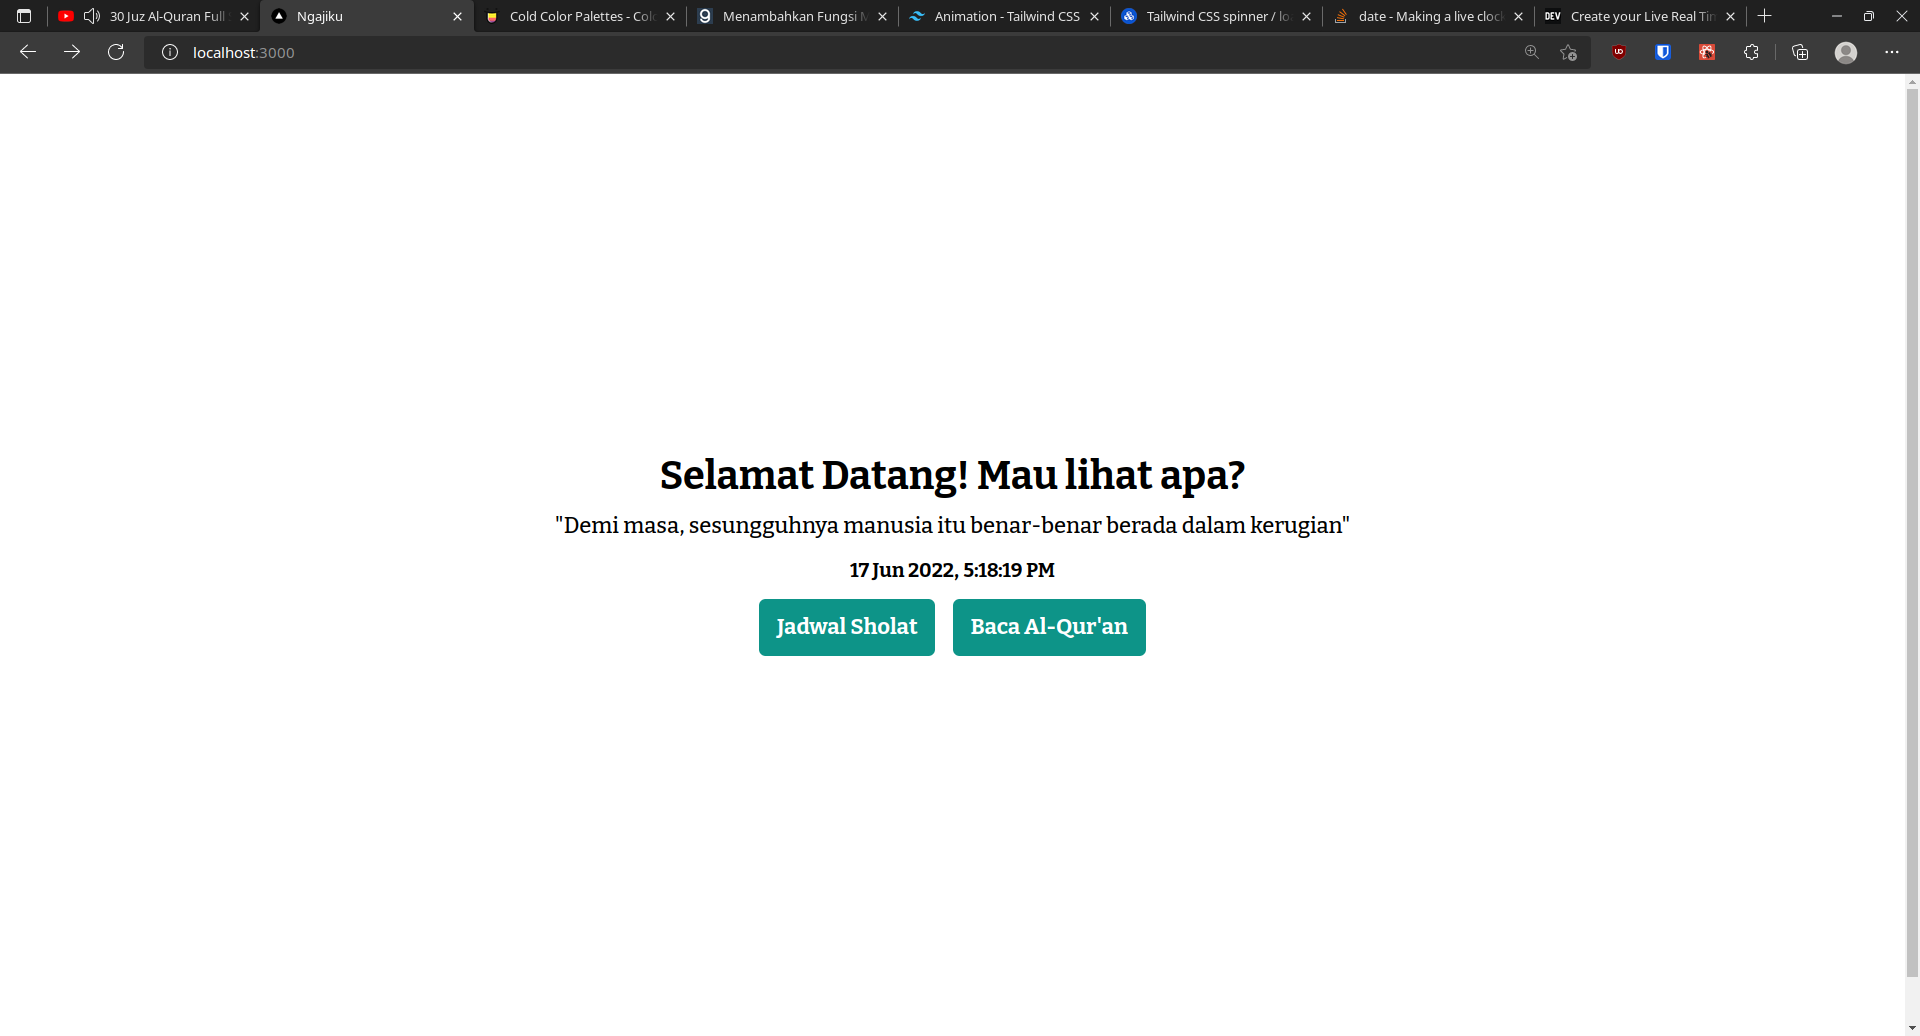 30 Juz Al-Quran Full
Ngajiku
Cold Color Palettes - Col
Menambahkan Fungsi
Animation - Tailwind CSS
Tailwind CSS spinner / lo
date - Making a live cloc
DEV
Create your Live Real Ti
localhost:3000
Selamat Datang! Mau lihat apa?
"Demi masa, sesungguhnya manusia itu benar-benar berada dalam kerugian"
17 Jun 2022, 5:18:19 PM
Jadwal Sholat
Baca Al-Qur'an